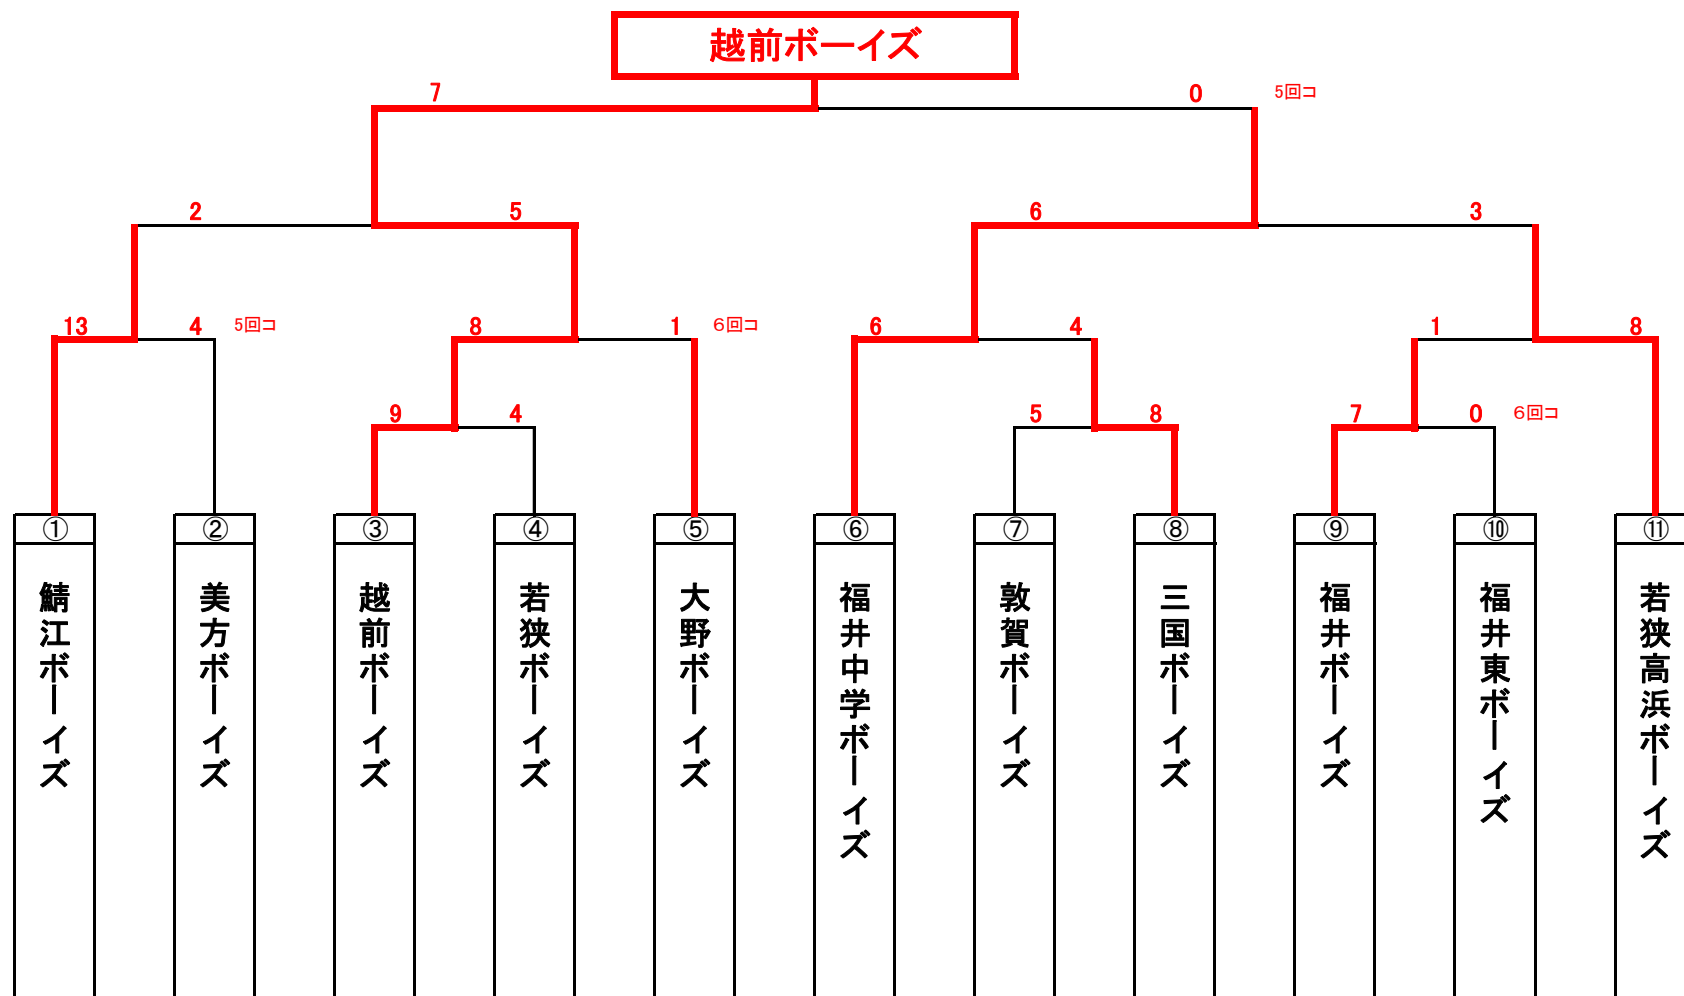 越前ボーイズ
7
0
5回コ
2
5
6
3
13
4
5回コ
8
1
６回コ
6
4
1
8
9
4
5
8
7
0
６回コ
①
②
③
④
⑤
⑥
⑦
⑧
⑨
⑩
⑪
鯖江ボーイズ
美方ボーイズ
越前ボーイズ
若狭ボーイズ
大野ボーイズ
福井中学ボーイズ
敦賀ボーイズ
三国ボーイズ
福井ボーイズ
福井東ボーイズ
若狭高浜ボーイズ